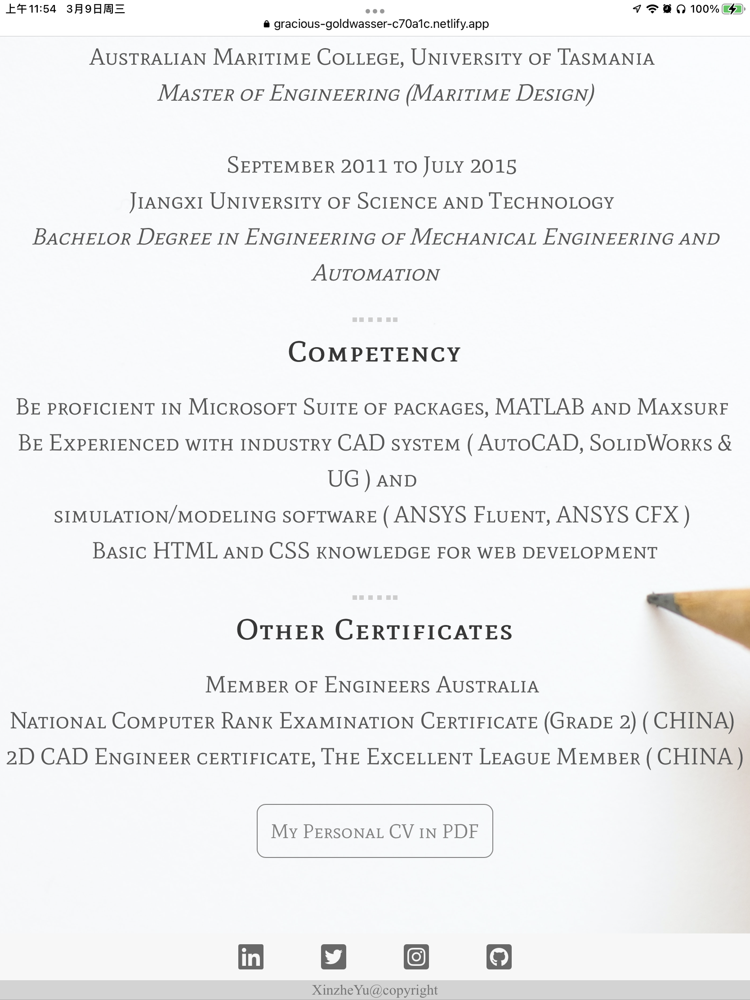 上午11:54 3月9日周三
100%
gracious-goldwasser-c70a1c.netlify.app
Australian Maritime College, University of Tasmania
Master of Engineering (Maritime Design)
September 2011 to July 2015
Jiangxi University of Science and Technology
Bachelor Degree in Engineering of Mechanical Engineering and
Automation
Competency
Be proficient in Microsoft Suite of packages, MATLAB and Maxsurf
Be Experienced with industry CAD system ( AutoCAD, SolidWorks &
UG ) and
simulation/modeling software ( ANSYS Fluent, ANSYS CFX )
Basic HTML and CSS knowledge for web development
Other Certificates
Member of Engineers Australia
National Computer Rank Examination Certificate (Grade 2) ( CHINA)
2D CAD Engineer certificate, The Excellent League Member ( CHINA )
My Personal CV in PDF
in
XinzheYu@copyright